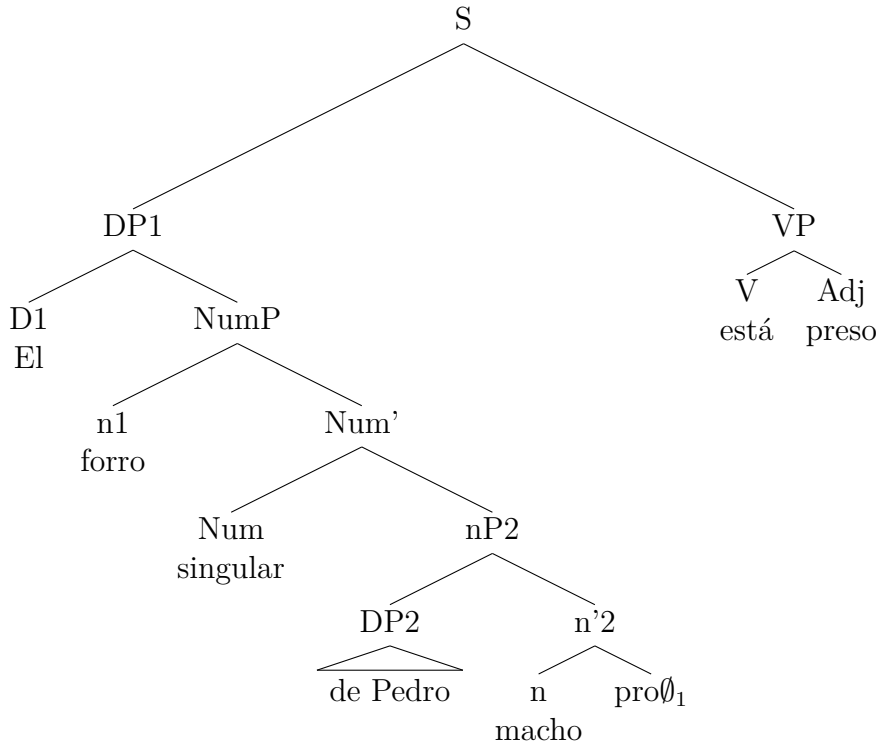 S
DP1 VP
D1 NumP V Adj
El está preso
n1 Num'
forro
Num nP2
singular
DP2 n'2
de Pedro n pro∅₁
macho